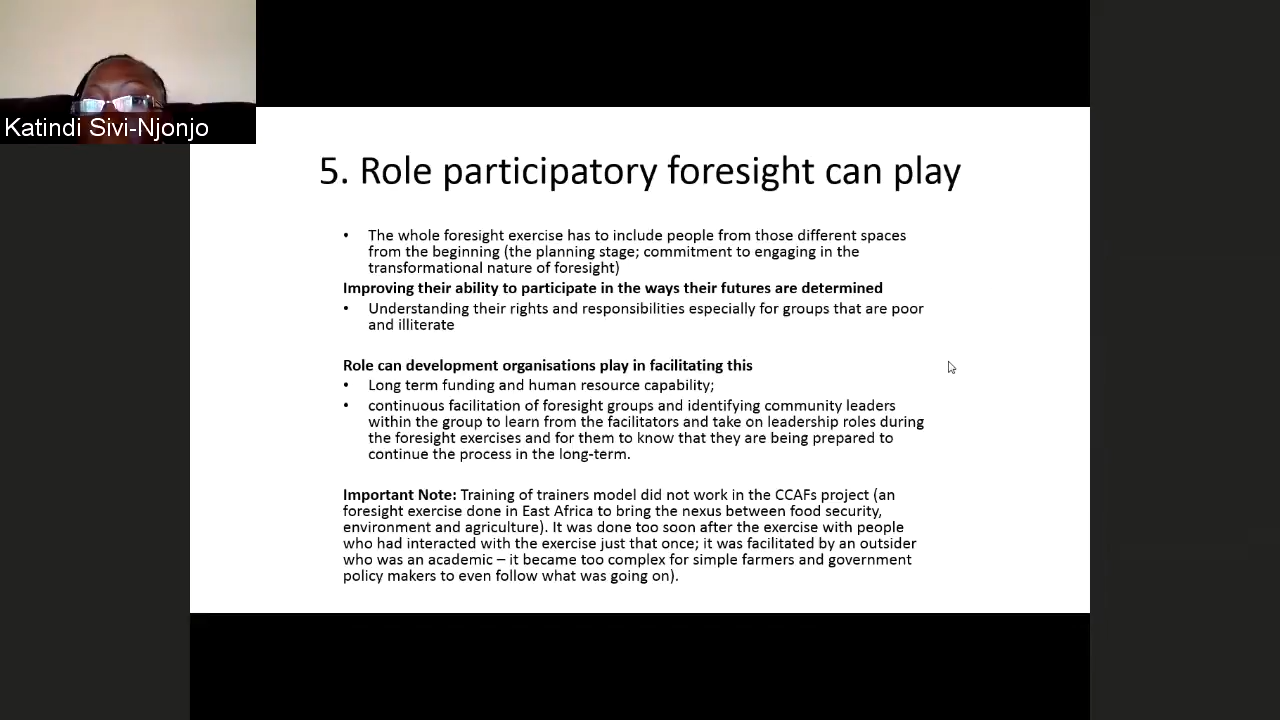 Katindi Sivi-Njonjo
5. Role participatory foresight can play
• The whole foresight exercise has to include people from those different spaces
from the beginning (the planning stage; commitment to engaging in the
transformational nature of foresight)
Improving their ability to participate in the ways their futures are determined
• Understanding their rights and responsibilities especially for groups that are poor
and illiterate
Role can development organisations play in facilitating this
• Long term funding and human resource capability;
• continuous facilitation of foresight groups and identifying community leaders
within the group to learn from the facilitators and take on leadership roles during
the foresight exercises and for them to know that they are being prepared to
continue the process in the long-term.
Important Note: Training of trainers model did not work in the CCAFs project (an
foresight exercise done in East Africa to bring the nexus between food security,
environment and agriculture). It was done too soon after the exercise with people
who had interacted with the exercise just that once; it was facilitated by an outsider
who was an academic – it became too complex for simple farmers and government
policy makers to even follow what was going on).